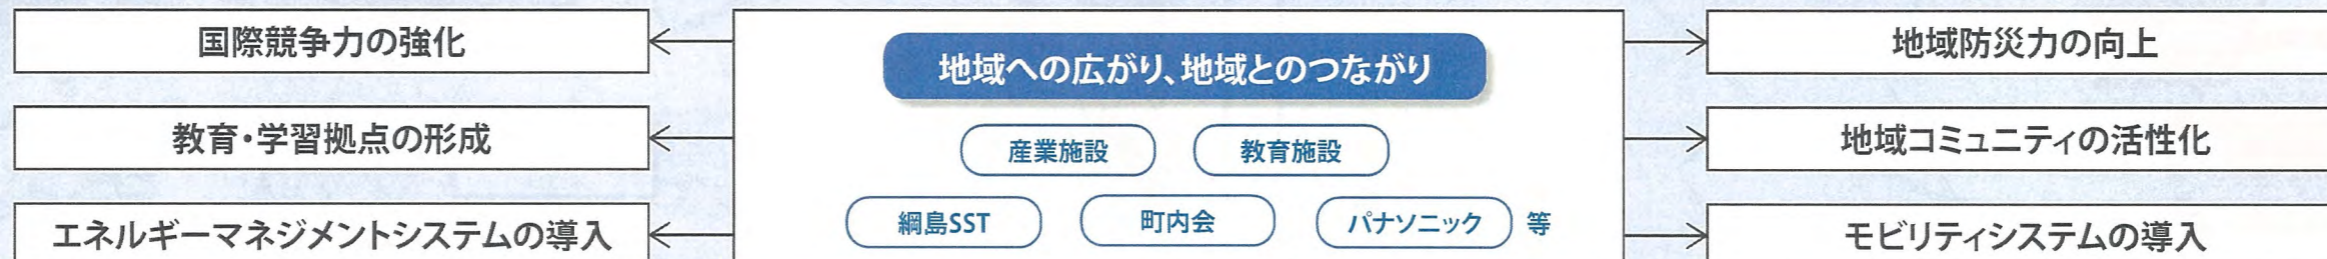 国際競争力の強化
教育・学習拠点の形成
エネルギーマネジメントシステムの導入
地域への広がり、地域とのつながり
産業施設 教育施設
綱島SST 町内会 パナソニック 等
地域防災力の向上
地域コミュニティの活性化
モビリティシステムの導入